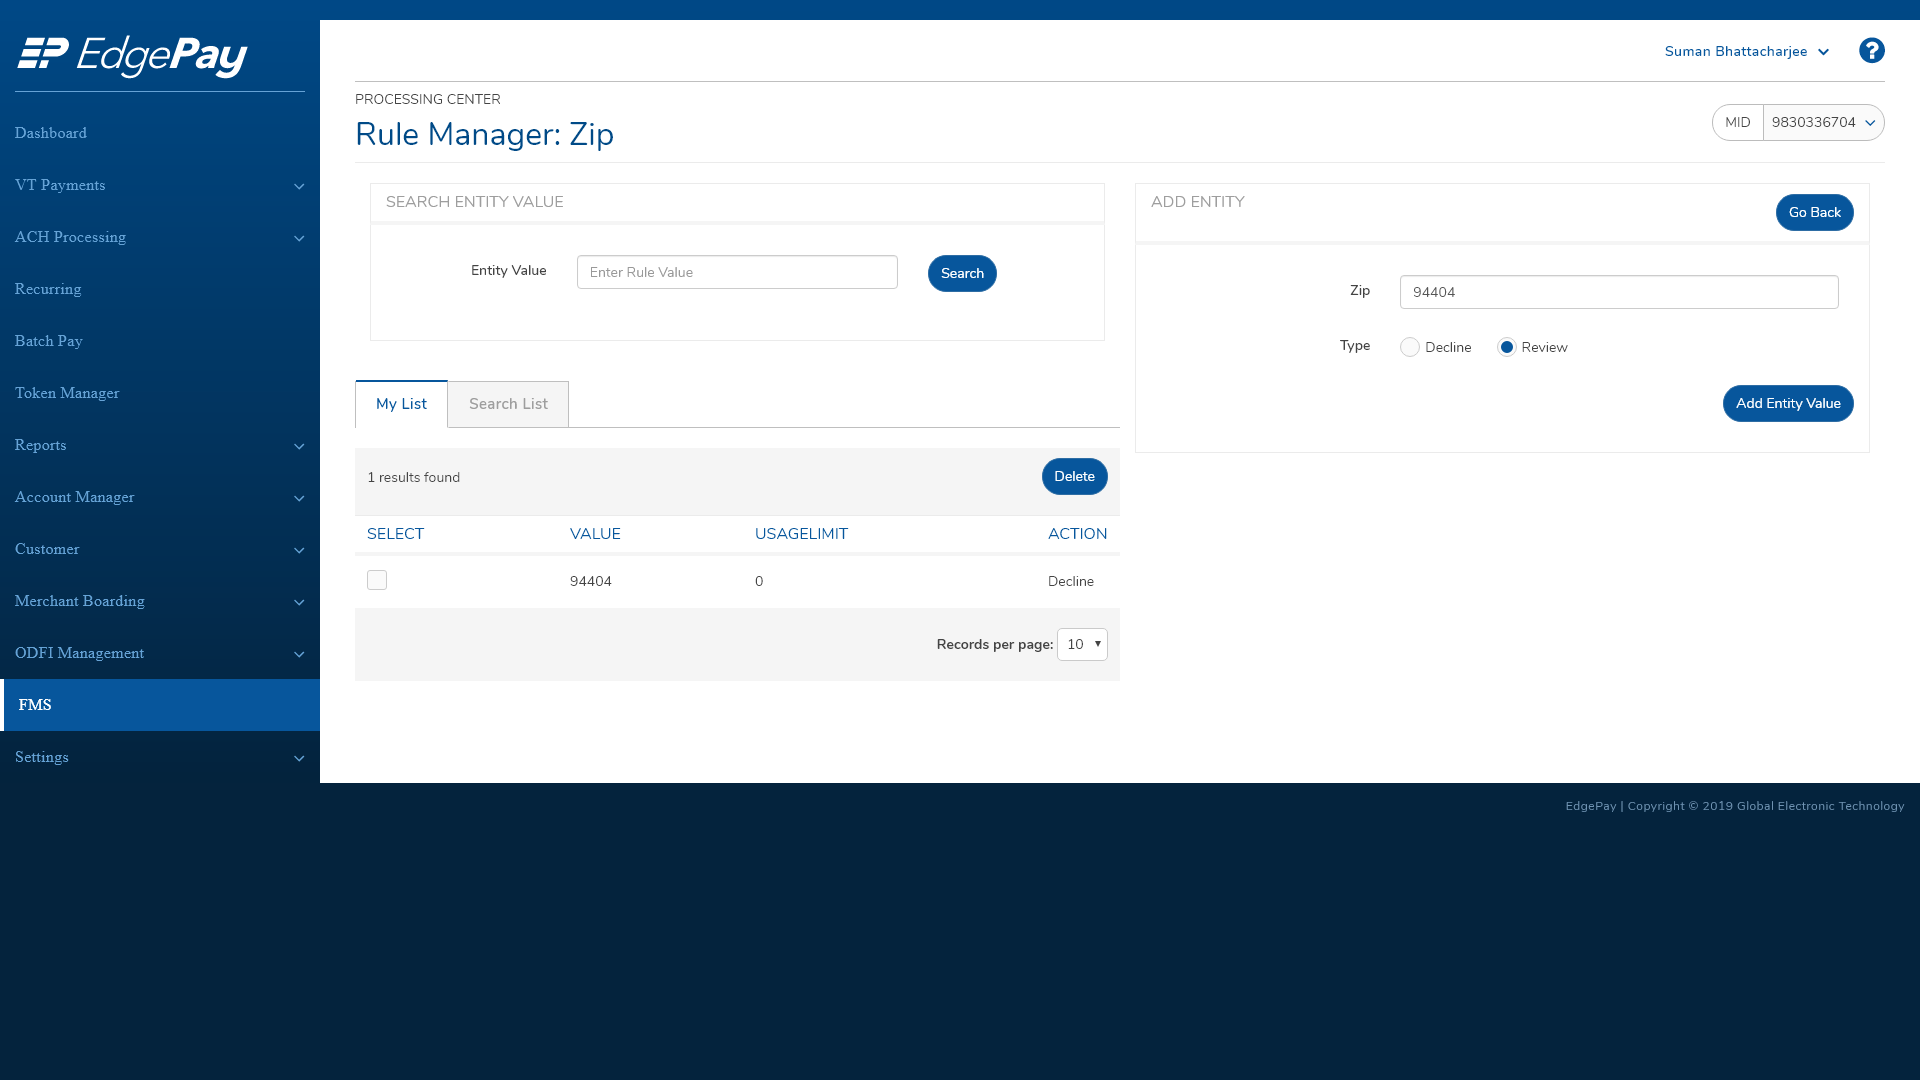 EP EdgePay
Dashboard
VT Payments
ACH Processing
Recurring
Batch Pay
Token Manager
Reports
Account Manager
Customer
Merchant Boarding
ODFI Management
FMS
Settings
Suman Bhattacharjee
?
PROCESSING CENTER
Rule Manager: Zip
MID 9830336704
SEARCH ENTITY VALUE
Entity Value Enter Rule Value Search
My List Search List
1 results found Delete
SELECT VALUE USAGELIMIT ACTION
94404 0 Decline
Records per page: 10
ADD ENTITY Go Back
Zip 94404
Type Decline Review
Add Entity Value
EdgePay | Copyright © 2019 Global Electronic Technology